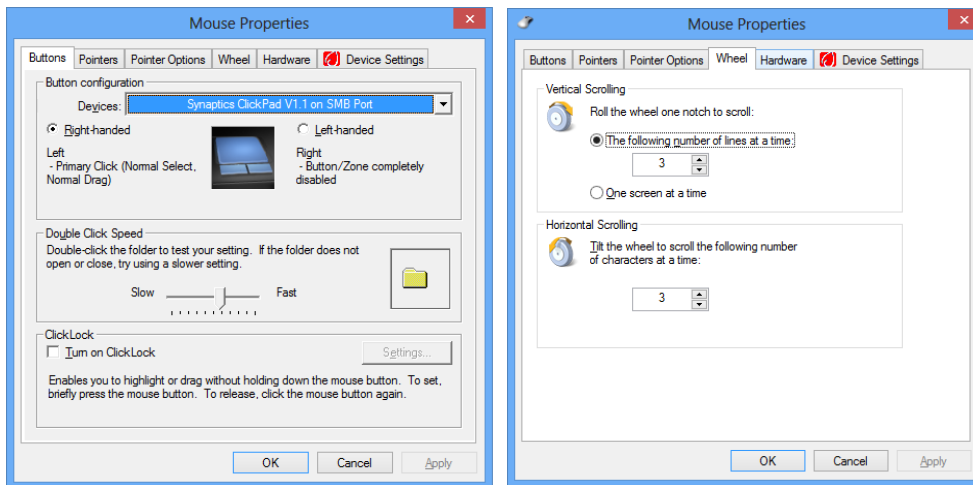 Mouse Properties
Buttons Pointers Pointer Options Wheel Hardware Device Settings
Button configuration
Devices: Synaptics ClickPad V1.1 on SMB Port
Right-handed
Left-handed
Left
- Primary Click (Normal Select,
Normal Drag)
Right
- Button/Zone completely
disabled
Double Click Speed
Double-click the folder to test your setting. If the folder does not
open or close, try using a slower setting.
Slow Fast
ClickLock
Turn on ClickLock
Settings...
Enables you to highlight or drag without holding down the mouse button. To set,
briefly press the mouse button. To release, click the mouse button again.
OK Cancel Apply
Mouse Properties
Buttons Pointers Pointer Options Wheel Hardware Device Settings
Vertical Scrolling
Roll the wheel one notch to scroll:
The following number of lines at a time:
3
One screen at a time
Horizontal Scrolling
Tilt the wheel to scroll the following number
of characters at a time:
3
OK Cancel Apply